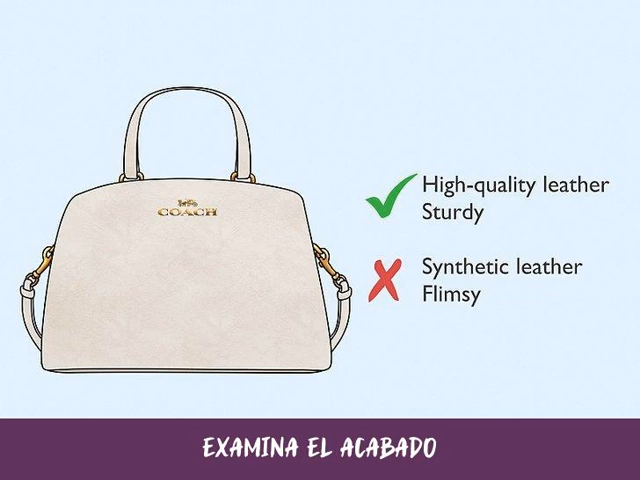 COACH
High-quality leather
Sturdy
Synthetic leather
Flimsy
EXAMINA EL ACABADO